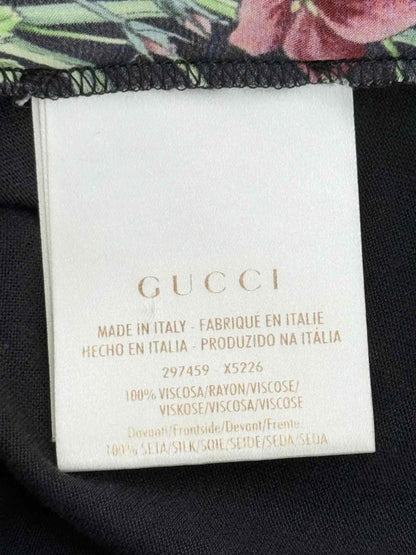 GUCCI
MADE IN ITALY - FABRIQUÉ EN ITALIE
HECHO EN ITALIA - PRODUZIDO NA ITÁLIA
297459 X5226
100% VISCOSA/RAYON/VISCOSE/
VISKOSE/VISCOSA/VISCOSE
Davanti/Frontside/Devant/Frente
100% SETA/SILK/SOIE/SEIDE/SEDA/SEDA